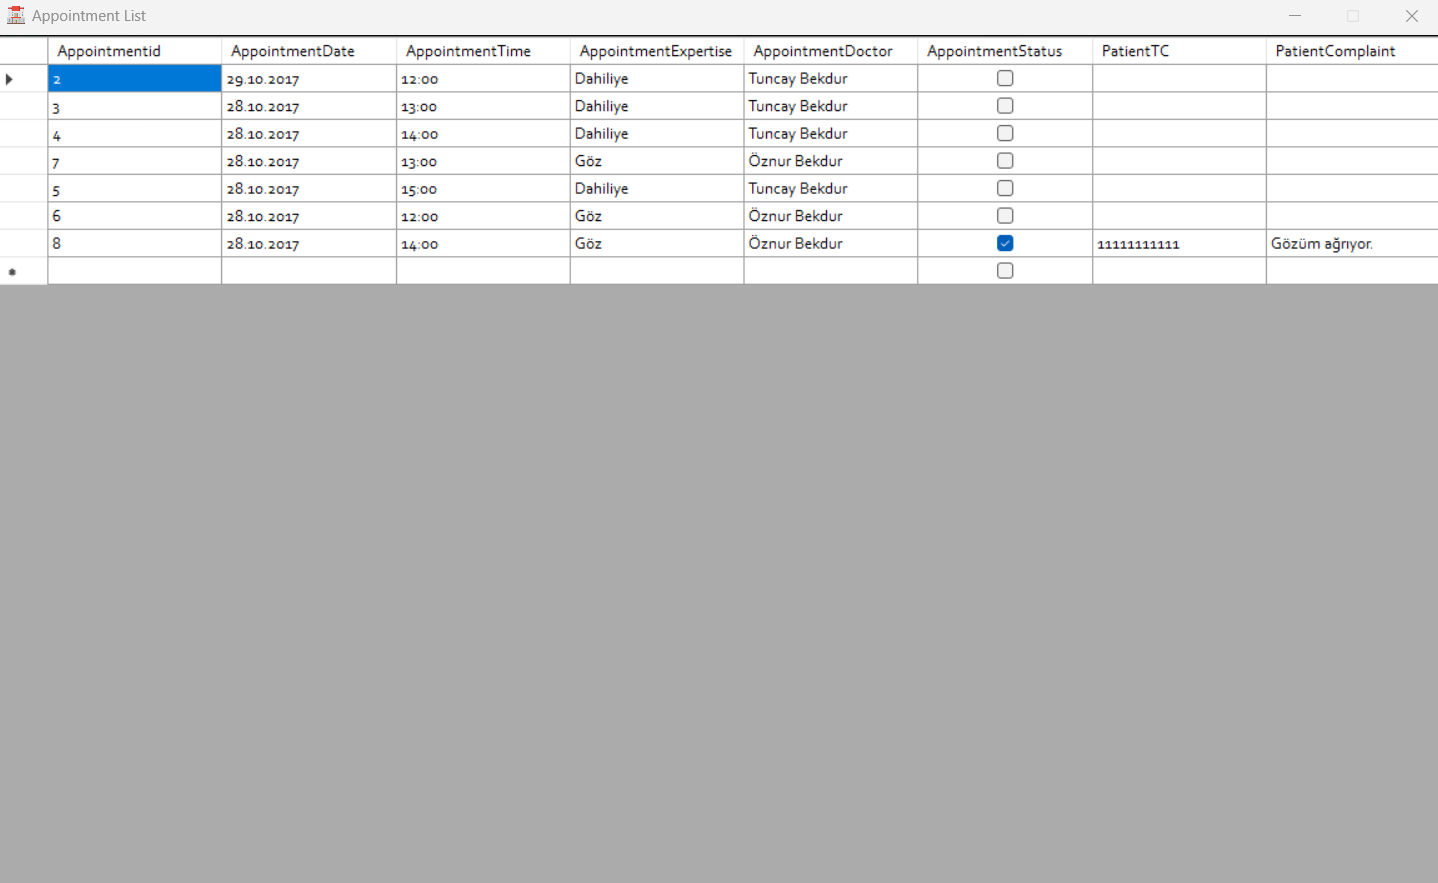 Appointment List
Appointmentid AppointmentDate AppointmentTime AppointmentExpertise AppointmentDoctor AppointmentStatus PatientTC PatientComplaint
2 29.10.2017 12:00 Dahiliye Tuncay Bekdur
3 28.10.2017 13:00 Dahiliye Tuncay Bekdur
4 28.10.2017 14:00 Dahiliye Tuncay Bekdur
7 28.10.2017 13:00 Göz Öznur Bekdur
5 28.10.2017 15:00 Dahiliye Tuncay Bekdur
6 28.10.2017 12:00 Göz Öznur Bekdur
8 28.10.2017 14:00 Göz Öznur Bekdur 11111111111 Gözüm ağrıyor.